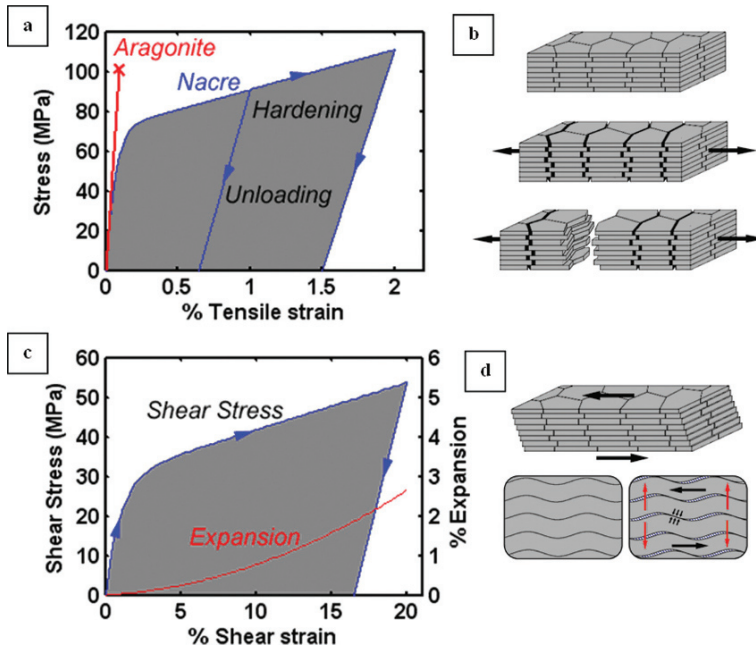 a
Aragonite
Nacre
Hardening
Unloading
Stress (MPa)
120
100
80
60
40
20
0
0 0.5 1 1.5 2
% Tensile strain
b
c
Shear Stress
Expansion
Shear Stress (MPa)
60
50
40
30
20
10
0
% Expansion
6
5
4
3
2
1
0
0 5 10 15 20
% Shear strain
d